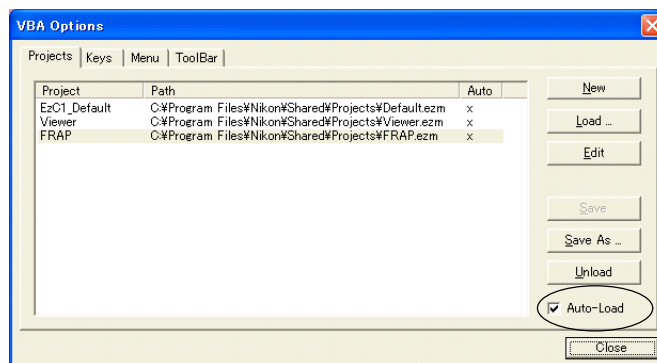 VBA Options
Projects Keys Menu ToolBar
Project Path Auto
EzC1_Default C:¥Program Files¥Nikon¥Shared¥Projects¥Default.ezm x
Viewer C:¥Program Files¥Nikon¥Shared¥Projects¥Viewer.ezm x
FRAP C:¥Program Files¥Nikon¥Shared¥Projects¥FRAP.ezm x
New
Load ...
Edit
Save
Save As ...
Unload
Auto-Load
Close